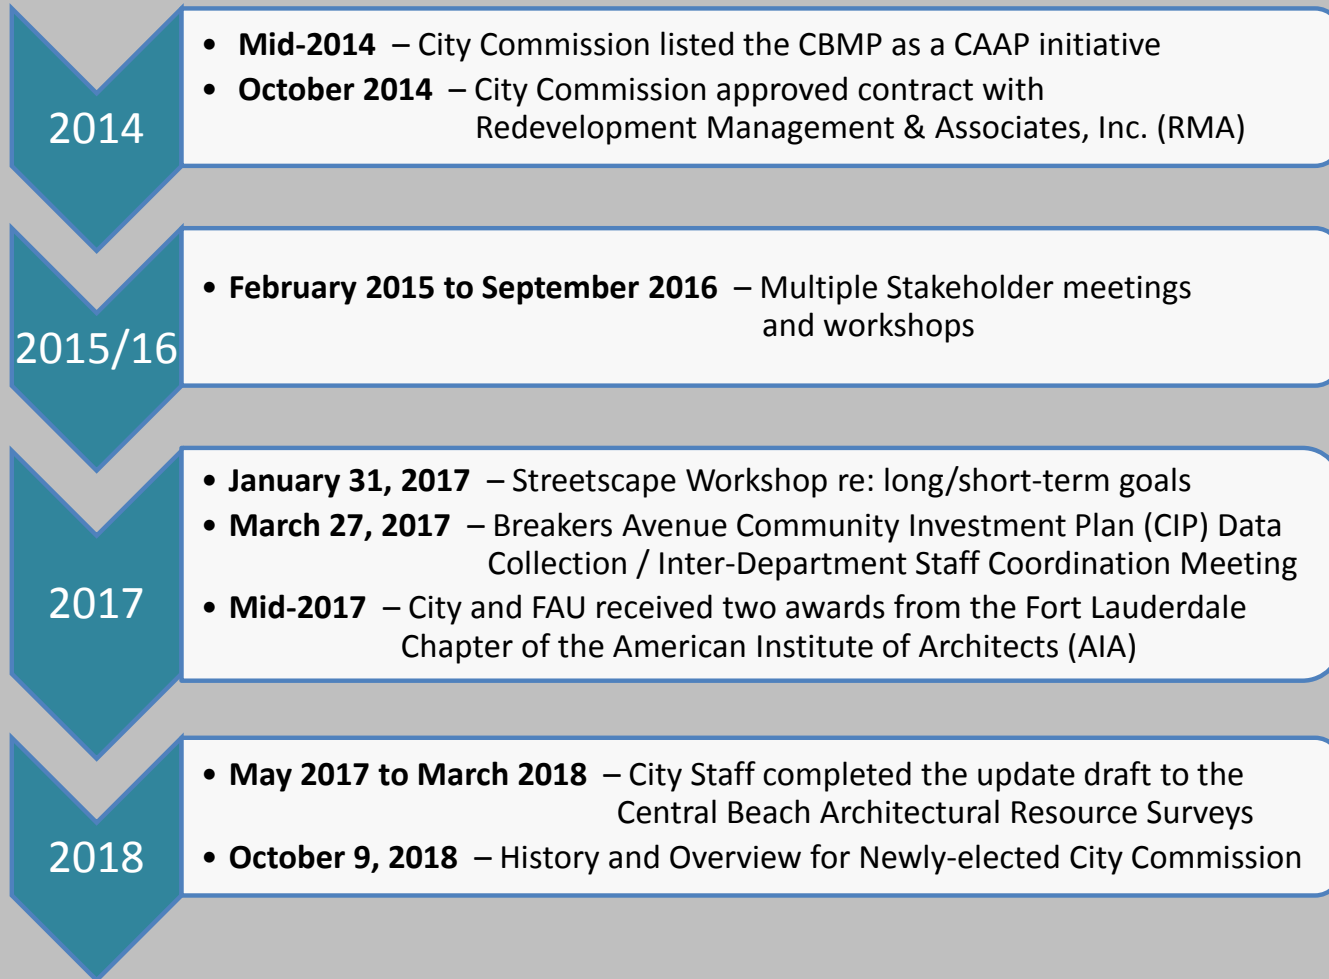 2014
• Mid-2014 – City Commission listed the CBMP as a CAAP initiative
• October 2014 – City Commission approved contract with
Redevelopment Management & Associates, Inc. (RMA)
2015/16
• February 2015 to September 2016 – Multiple Stakeholder meetings
and workshops
2017
• January 31, 2017 – Streetscape Workshop re: long/short-term goals
• March 27, 2017 – Breakers Avenue Community Investment Plan (CIP) Data
Collection / Inter-Department Staff Coordination Meeting
• Mid-2017 – City and FAU received two awards from the Fort Lauderdale
Chapter of the American Institute of Architects (AIA)
2018
• May 2017 to March 2018 – City Staff completed the update draft to the
Central Beach Architectural Resource Surveys
• October 9, 2018 – History and Overview for Newly-elected City Commission